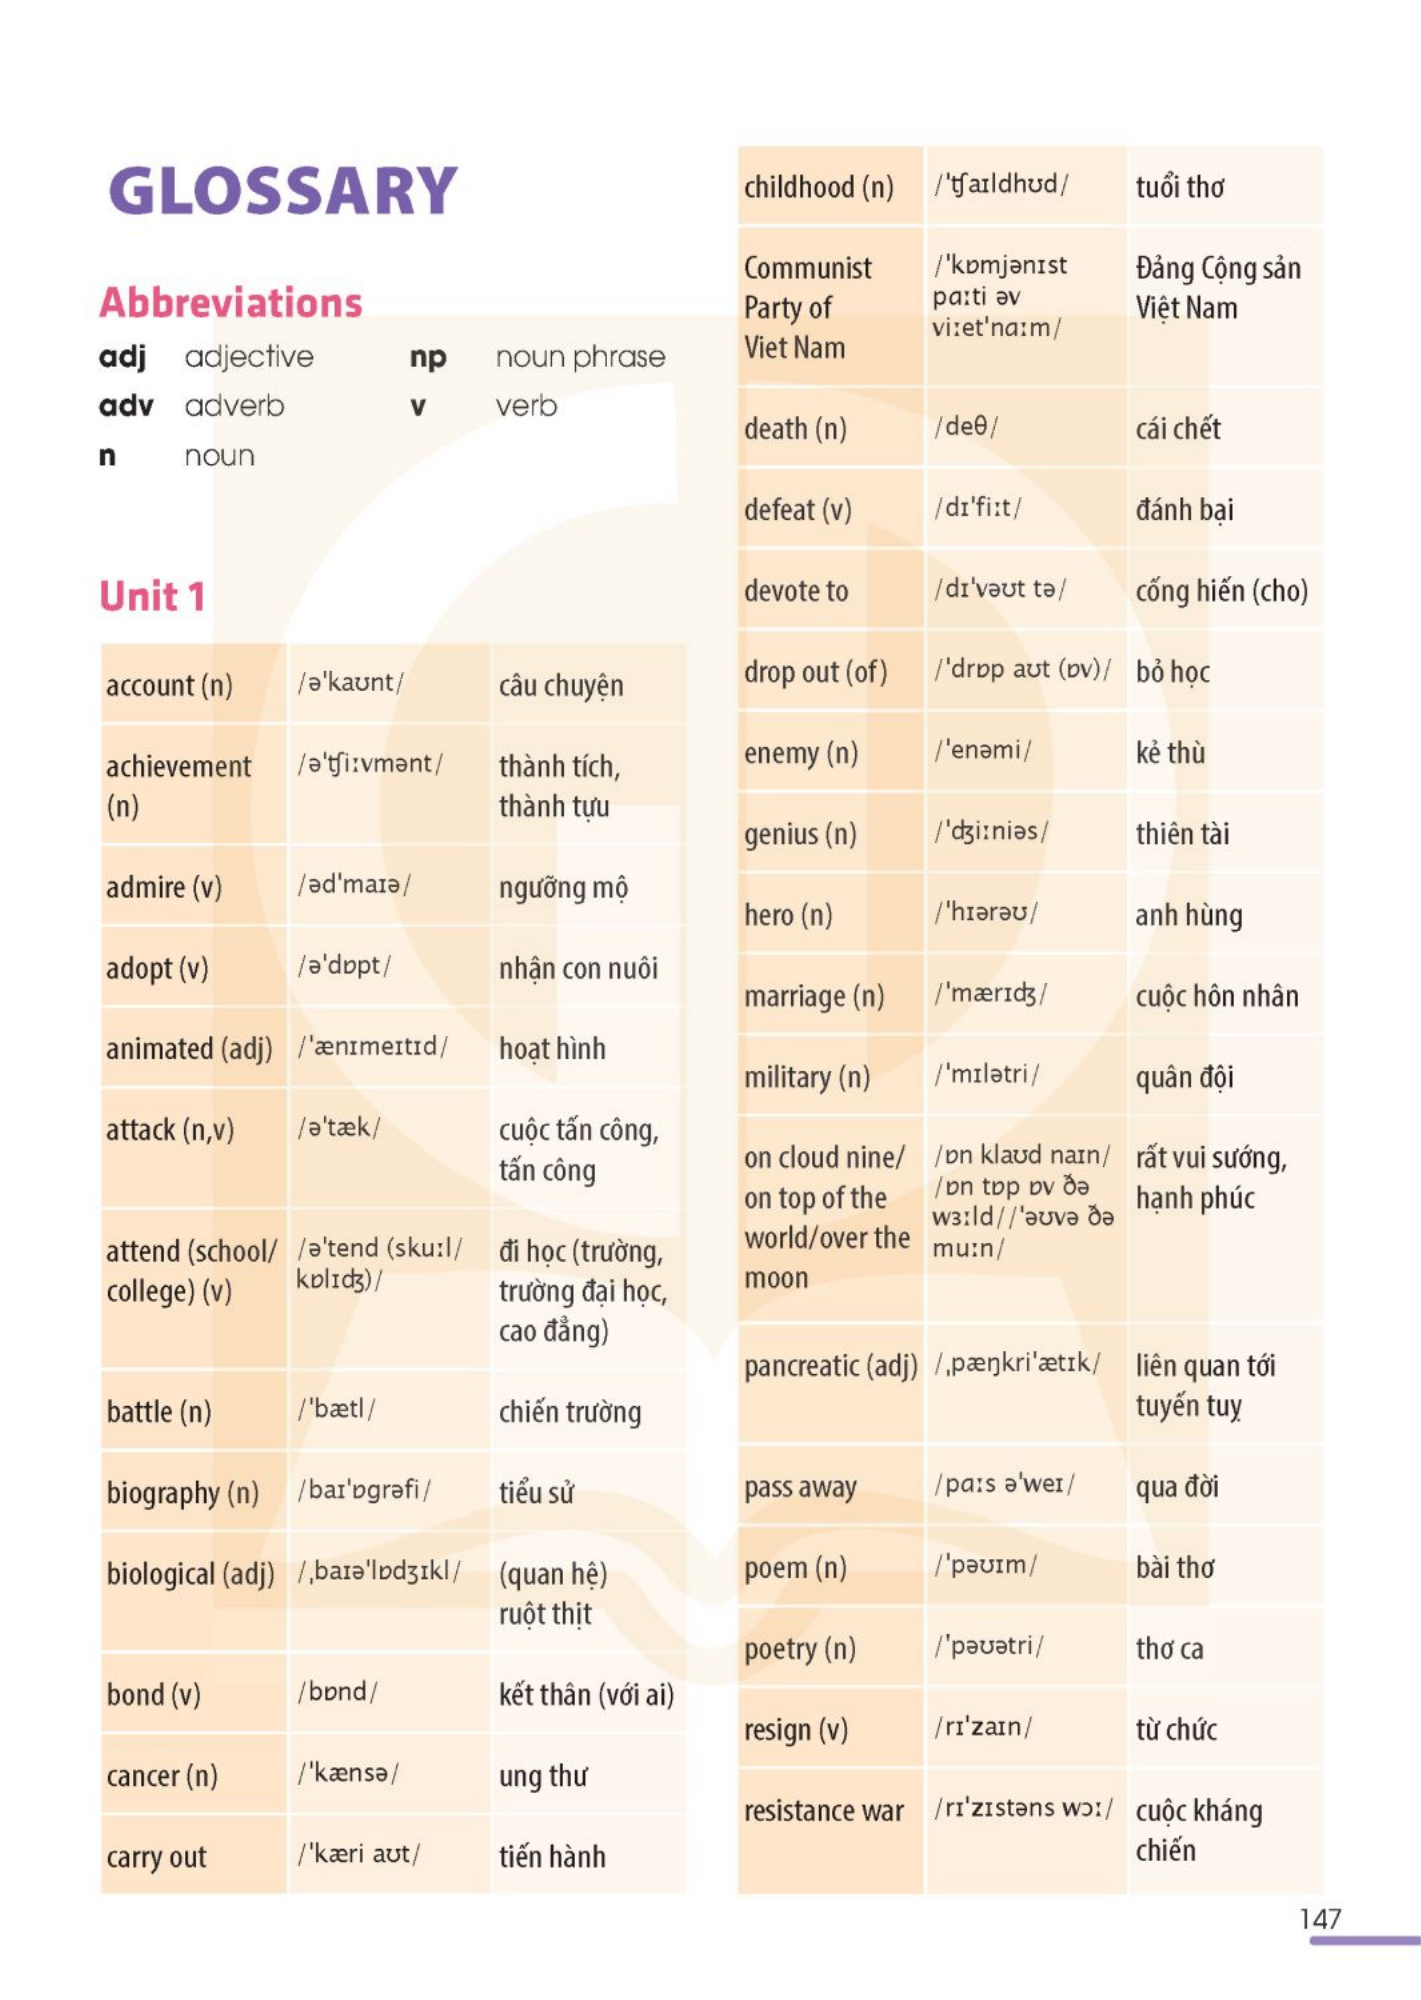 GLOSSARY
Abbreviations
adj adjective np noun phrase
adv adverb v verb
n noun
Unit 1
account (n) /ə'kaʊnt/ câu chuyện
achievement /ə'ʧiːvmənt/ thành tích,
(n) thành tựu
admire (v) /əd'maɪə/ ngưỡng mộ
adopt (v) /ə'dɒpt/ nhận con nuôi
animated (adj) /'ænɪmeɪtɪd/ hoạt hình
attack (n,v) /ə'tæk/ cuộc tấn công,
tấn công
attend (school/ /ə'tend (skuːl/ đi học (trường,
college) (v) kɒlɪʤ)/ trường đại học,
cao đẳng)
battle (n) /'bætl/ chiến trường
biography (n) /baɪ'ɒgrəfi/ tiểu sử
biological (adj) /ˌbaɪə'lɒdʒɪkl/ (quan hệ)
ruột thịt
bond (v) /bɒnd/ kết thân (với ai)
cancer (n) /'kænsə/ ung thư
carry out /'kæri aʊt/ tiến hành
childhood (n) /'ʧaɪldhʊd/ tuổi thơ
Communist /'kɒmjənɪst Đảng Cộng sản
Party of pɑːti əv Việt Nam
Viet Nam viːet'nɑːm/
death (n) /deθ/ cái chết
defeat (v) /dɪ'fiːt/ đánh bại
devote to /dɪ'vəʊt tə/ cống hiến (cho)
drop out (of) /'drɒp aʊt (ɒv)/ bỏ học
enemy (n) /'enəmi/ kẻ thù
genius (n) /'ʤiːniəs/ thiên tài
hero (n) /'hɪərəʊ/ anh hùng
marriage (n) /'mærɪʤ/ cuộc hôn nhân
military (n) /'mɪlətri/ quân đội
on cloud nine/ /ɒn klaʊd naɪn/ rất vui sướng,
on top of the /ɒn tɒp ɒv ðə hạnh phúc
world/over the wɜːld//'əʊvə ðə
moon muːn/
pancreatic (adj) /ˌpæŋkri'ætɪk/ liên quan tới
tuyến tuỵ
pass away /pɑːs ə'weɪ/ qua đời
poem (n) /'pəʊɪm/ bài thơ
poetry (n) /'pəʊətri/ thơ ca
resign (v) /rɪ'zaɪn/ từ chức
resistance war /rɪ'zɪstəns wɔː/ cuộc kháng
chiến
147